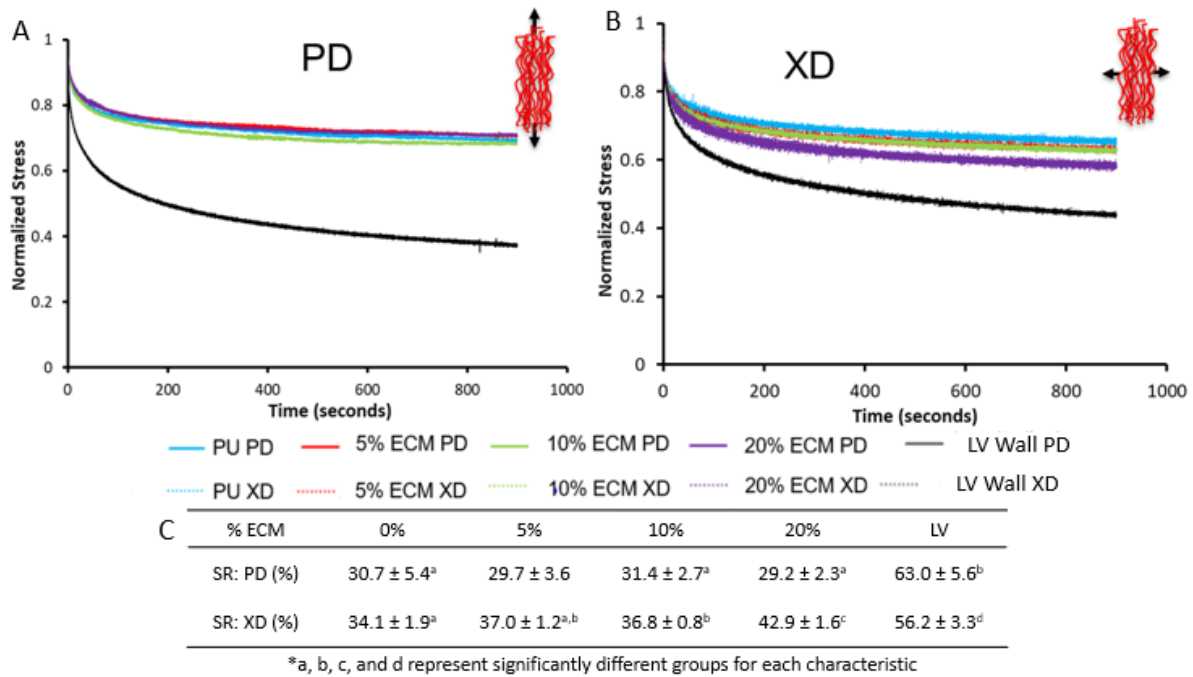 A
PD
1
0.8
0.6
0.4
0.2
0
Normalized Stress
0 200 400 600 800 1000
Time (seconds)
B
XD
1
0.8
0.6
0.4
0.2
0
Normalized Stress
0 200 400 600 800 1000
Time (seconds)
PU PD 5% ECM PD 10% ECM PD 20% ECM PD LV Wall PD
PU XD 5% ECM XD 10% ECM XD 20% ECM XD LV Wall XD
C % ECM 0% 5% 10% 20% LV
SR: PD (%) 30.7 ± 5.4ᵃ 29.7 ± 3.6 31.4 ± 2.7ᵃ 29.2 ± 2.3ᵃ 63.0 ± 5.6ᵇ
SR: XD (%) 34.1 ± 1.9ᵃ 37.0 ± 1.2ᵃ,ᵇ 36.8 ± 0.8ᵇ 42.9 ± 1.6ᶜ 56.2 ± 3.3ᵈ
*a, b, c, and d represent significantly different groups for each characteristic